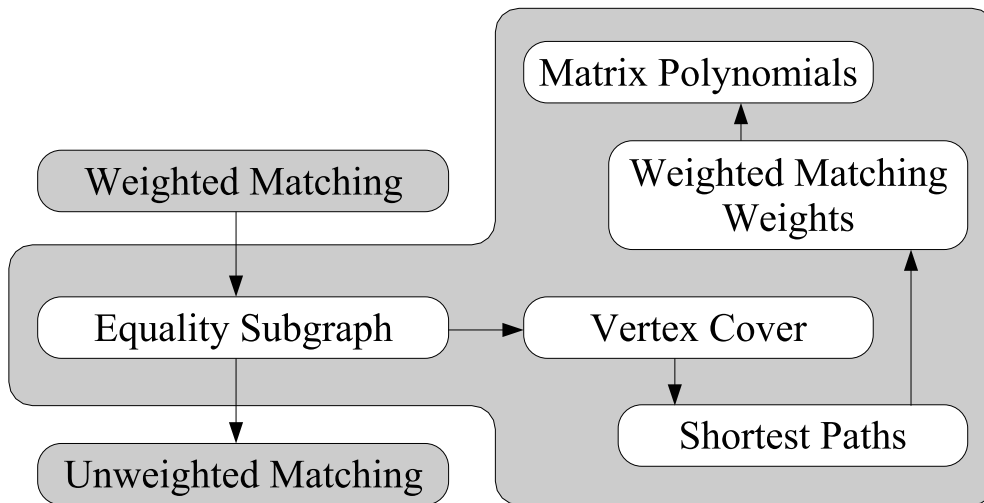 Matrix Polynomials
Weighted Matching
Weighted Matching
Weights
Equality Subgraph
Vertex Cover
Shortest Paths
Unweighted Matching